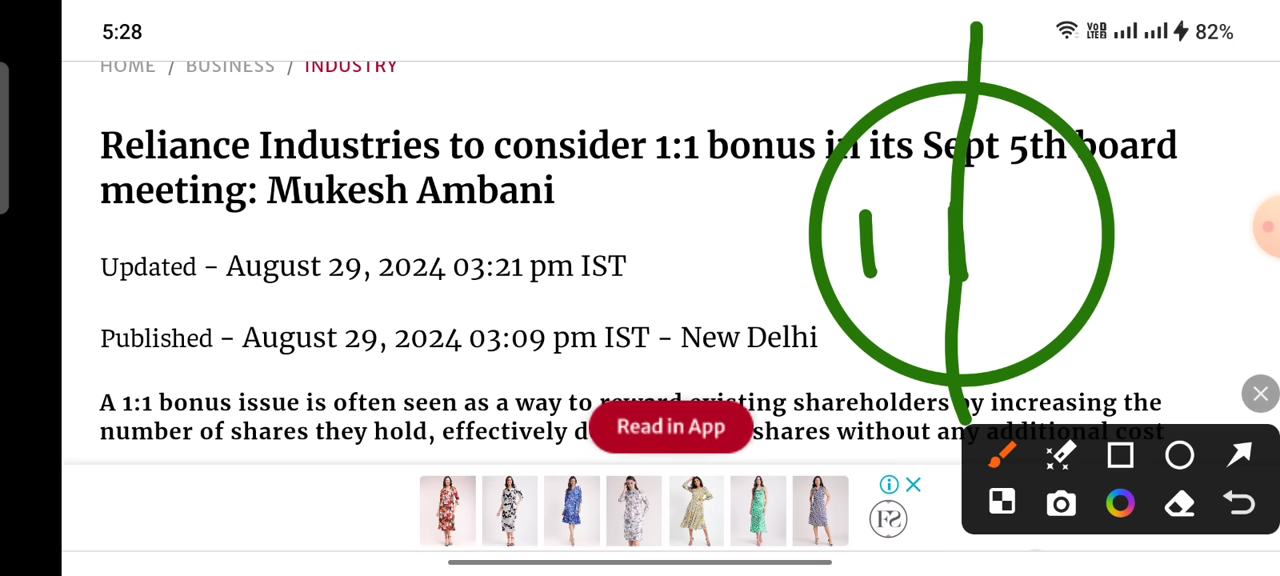 5:28
VoD LTE2 82%
HOME / BUSINESS / INDUSTRY
Reliance Industries to consider 1:1 bonus in its Sept 5th board
meeting: Mukesh Ambani
Updated - August 29, 2024 03:21 pm IST
Published - August 29, 2024 03:09 pm IST - New Delhi
A 1:1 bonus issue is often seen as a way to reward existing shareholders by increasing the
number of shares they hold, effectively d shares without any additional cost
Read in App
FS